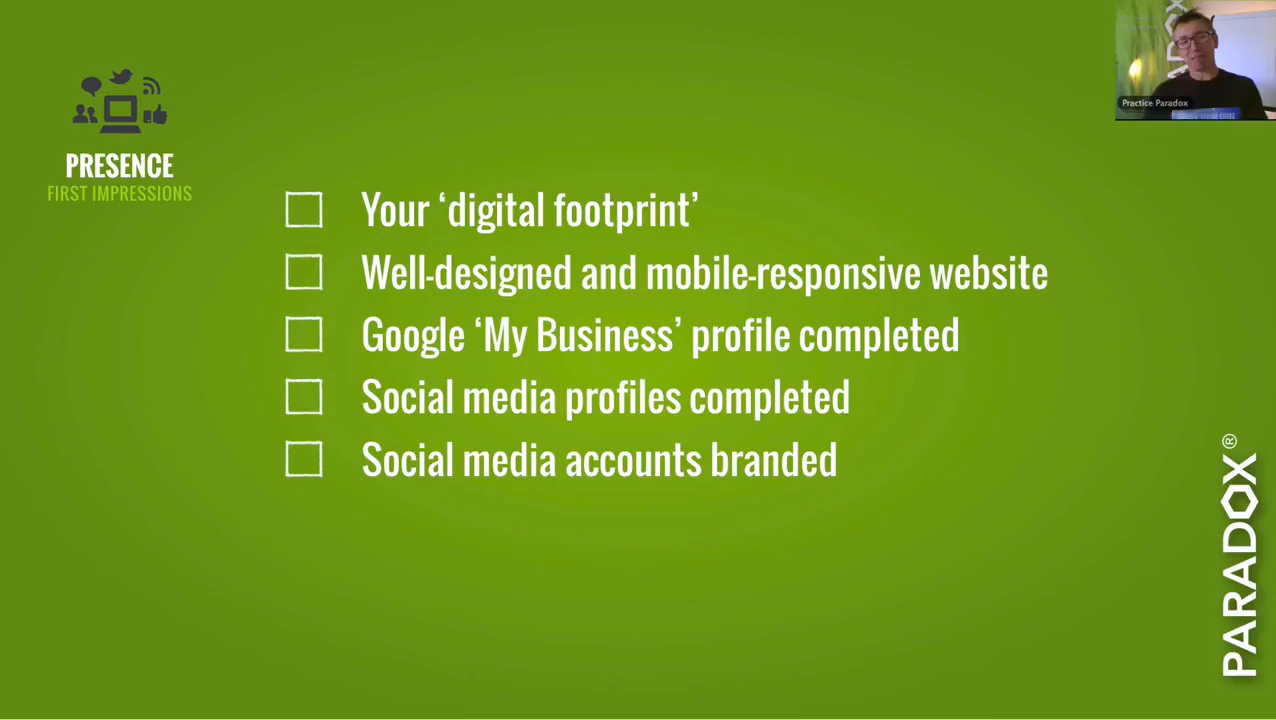 Practice Paradox
PRESENCE
FIRST IMPRESSIONS
Your ‘digital footprint’
Well-designed and mobile-responsive website
Google ‘My Business’ profile completed
Social media profiles completed
Social media accounts branded
PARADOX®